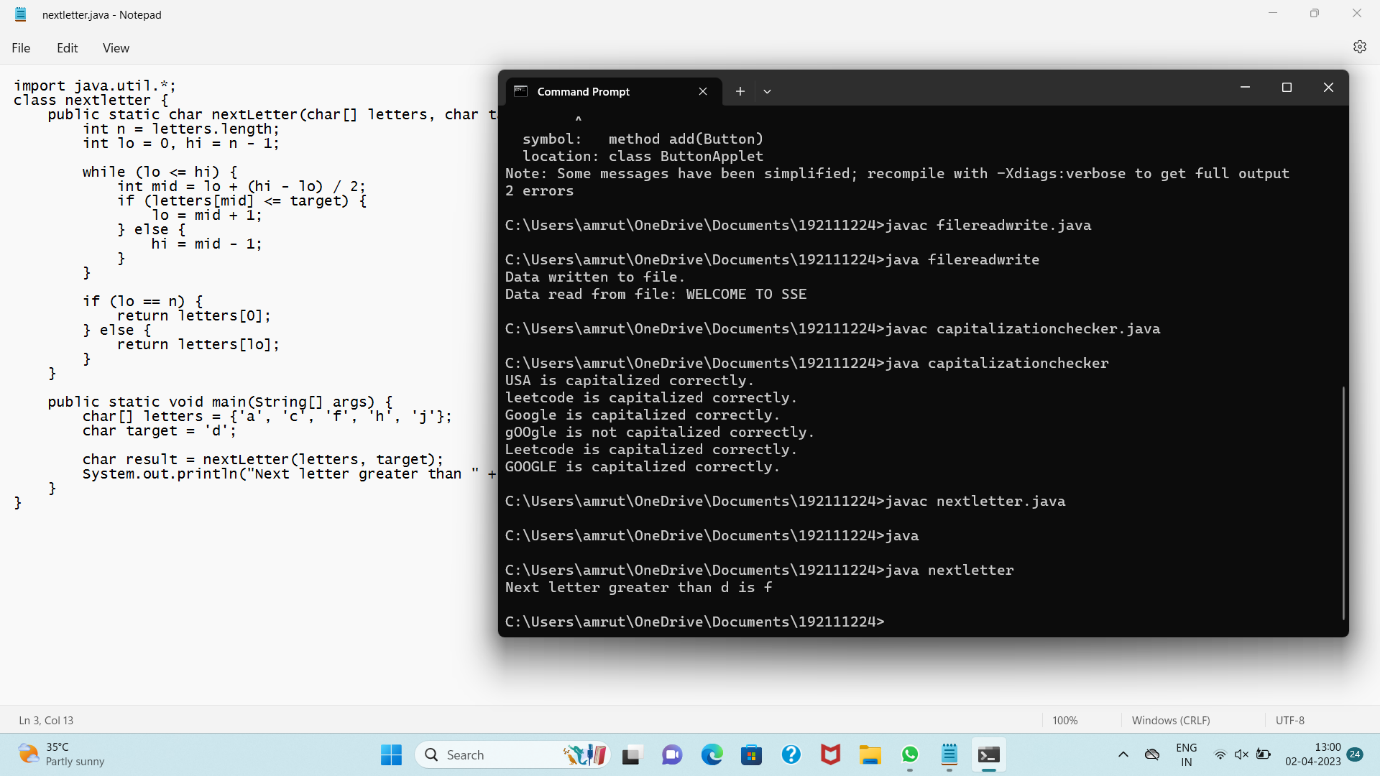 nextletter.java - Notepad
File Edit View
import java.util.*;
class nextletter {
    public static char nextLetter(char[] letters, char
        int n = letters.length;
        int lo = 0, hi = n - 1;
        while (lo <= hi) {
            int mid = lo + (hi - lo) / 2;
            if (letters[mid] <= target) {
                lo = mid + 1;
            } else {
                hi = mid - 1;
            }
        }
        if (lo == n) {
            return letters[0];
        } else {
            return letters[lo];
        }
    }
    public static void main(String[] args) {
        char[] letters = {'a', 'c', 'f', 'h', 'j'};
        char target = 'd';
        char result = nextLetter(letters, target);
        System.out.println("Next letter greater than " +
    }
}
Command Prompt
^
symbol:   method add(Button)
location: class ButtonApplet
Note: Some messages have been simplified; recompile with -Xdiags:verbose to get full output
2 errors
C:\Users\amrut\OneDrive\Documents\192111224>javac filereadwrite.java
C:\Users\amrut\OneDrive\Documents\192111224>java filereadwrite
Data written to file.
Data read from file: WELCOME TO SSE
C:\Users\amrut\OneDrive\Documents\192111224>javac capitalizationchecker.java
C:\Users\amrut\OneDrive\Documents\192111224>java capitalizationchecker
USA is capitalized correctly.
leetcode is capitalized correctly.
Google is capitalized correctly.
gOOgle is not capitalized correctly.
Leetcode is capitalized correctly.
GOOGLE is capitalized correctly.
C:\Users\amrut\OneDrive\Documents\192111224>javac nextletter.java
C:\Users\amrut\OneDrive\Documents\192111224>java
C:\Users\amrut\OneDrive\Documents\192111224>java nextletter
Next letter greater than d is f
C:\Users\amrut\OneDrive\Documents\192111224>
Ln 3, Col 13 100% Windows (CRLF) UTF-8
35°C
Partly sunny
Search
ENG
IN
13:00
02-04-2023
24